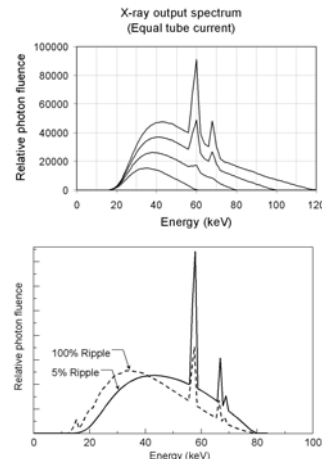 X-ray output spectrum
(Equal tube current)
Relative photon fluence
100000
80000
60000
40000
20000
0
0 20 40 60 80 100 120
Energy (keV)
Relative photon fluence
100% Ripple
5% Ripple
0 20 40 60 80 100
Energy (keV)